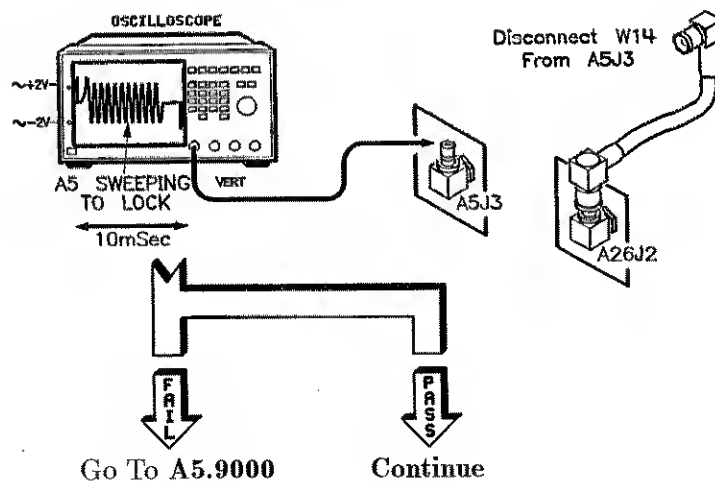 OSCILLOSCOPE
Disconnect W14
From A5J3
~+2V
~-2V
A5 SWEEPING
TO LOCK
VERT
A5J3
10mSec
A26J2
FAIL
PASS
Go To A5.9000
Continue